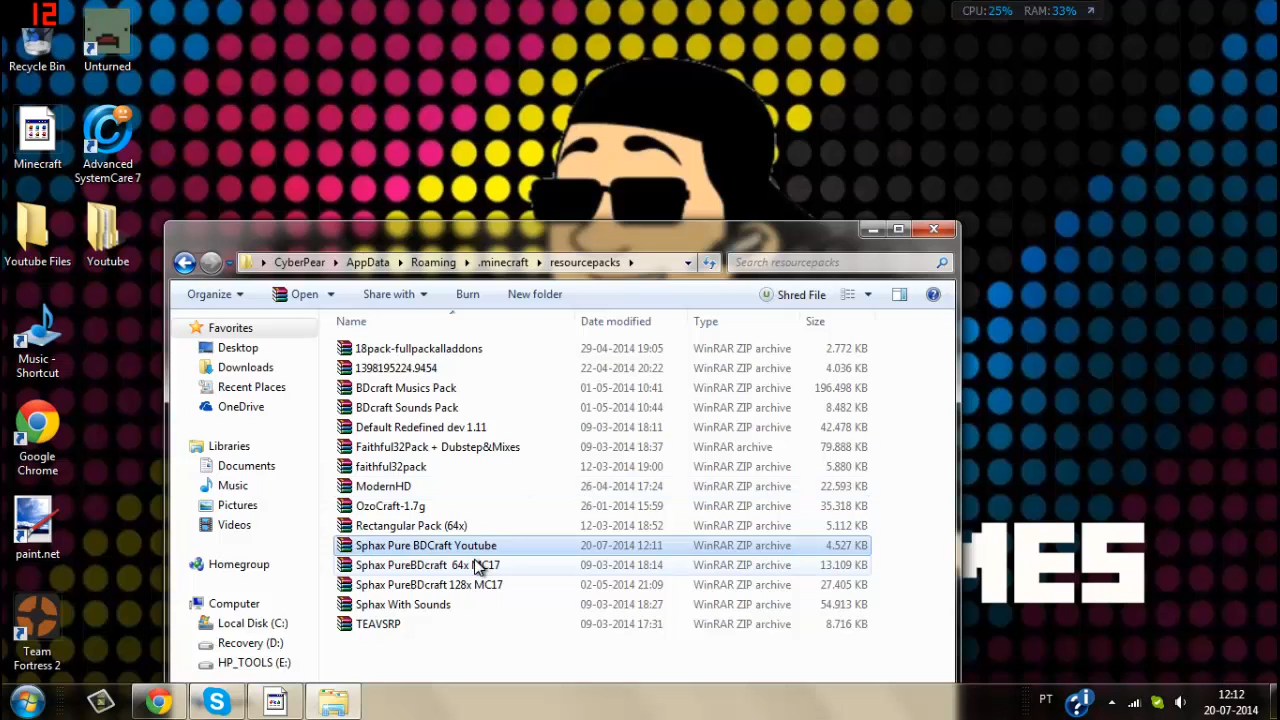 12
CPU:25% RAM:33%
Recycle Bin
Unturned
Minecraft
Advanced
SystemCare 7
Youtube Files
Youtube
Music -
Shortcut
Google
Chrome
paint.net
Team
Fortress 2
CyberPear
AppData
Roaming
.minecraft
resourcepacks
Search resourcepacks
Organize
Open
Share with
Burn
New folder
Shred File
Favorites
Desktop
Downloads
Recent Places
OneDrive
Libraries
Documents
Music
Pictures
Videos
Homegroup
Computer
Local Disk (C:)
Recovery (D:)
HP_TOOLS (E:)
Name Date modified Type Size
18pack-fullpackalladdons 29-04-2014 19:05 WinRAR ZIP archive 2.772 KB
1398195224.9454 22-04-2014 20:22 WinRAR ZIP archive 4.036 KB
BDcraft Musics Pack 01-05-2014 10:41 WinRAR ZIP archive 196.498 KB
BDcraft Sounds Pack 01-05-2014 10:44 WinRAR ZIP archive 8.482 KB
Default Redefined dev 1.11 09-03-2014 18:11 WinRAR ZIP archive 42.478 KB
Faithful32Pack + Dubstep&Mixes 09-03-2014 18:37 WinRAR archive 79.888 KB
faithful32pack 12-03-2014 19:00 WinRAR ZIP archive 5.880 KB
ModernHD 26-04-2014 17:24 WinRAR ZIP archive 22.593 KB
OzoCraft-1.7g 26-01-2014 15:59 WinRAR ZIP archive 35.318 KB
Rectangular Pack (64x) 12-03-2014 18:52 WinRAR ZIP archive 5.112 KB
Sphax Pure BDCraft Youtube 20-07-2014 12:11 WinRAR ZIP archive 4.527 KB
Sphax PureBDcraft 64x MC17 09-03-2014 18:14 WinRAR ZIP archive 13.109 KB
Sphax PureBDcraft 128x MC17 02-05-2014 21:09 WinRAR ZIP archive 27.405 KB
Sphax With Sounds 09-03-2014 18:27 WinRAR ZIP archive 54.913 KB
TEAVSRP 09-03-2014 17:31 WinRAR ZIP archive 8.716 KB
MES
PT
12:12
20-07-2014